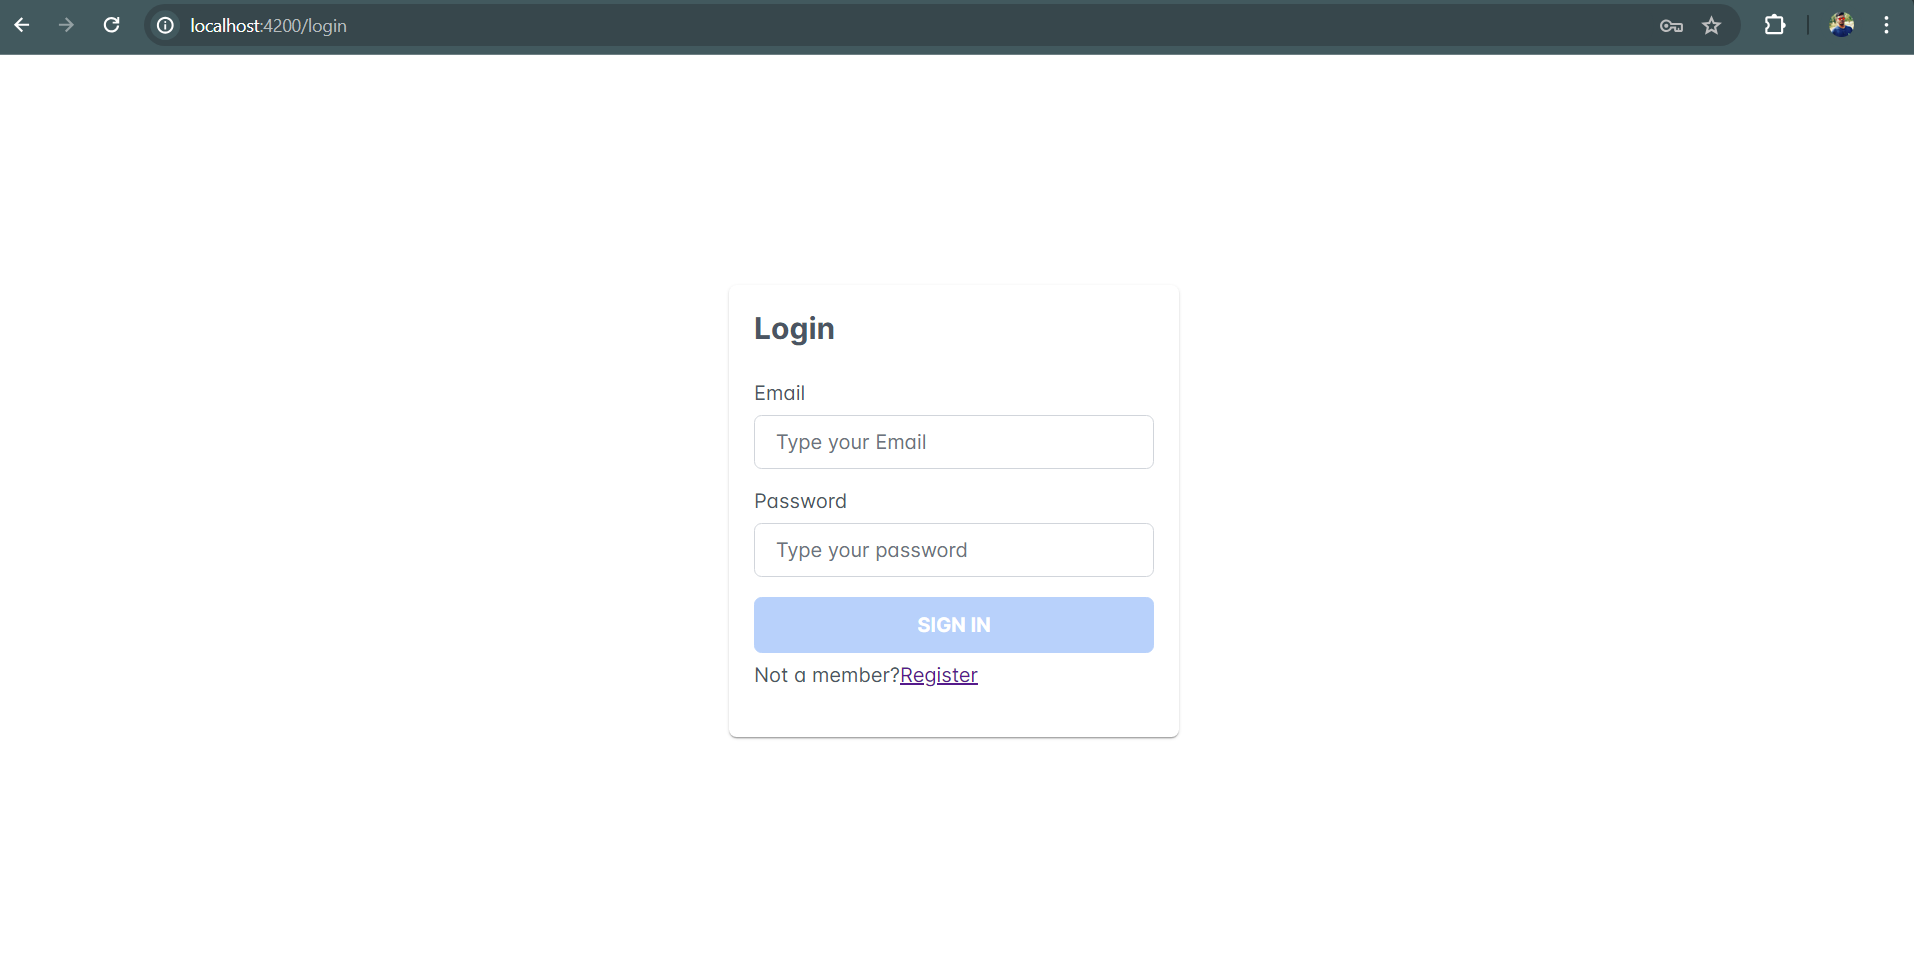 localhost:4200/login
Login
Email
Type your Email
Password
Type your password
SIGN IN
Not a member?Register